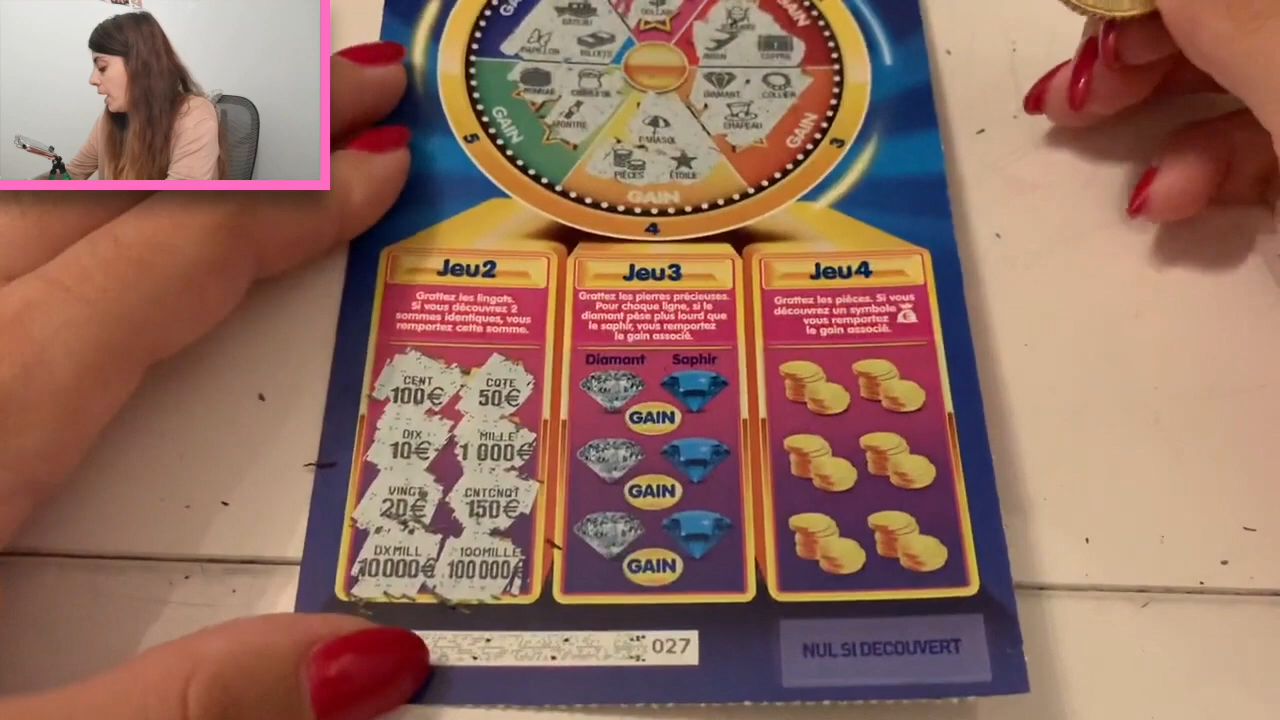 GÂTEAU
PAPILLON
BILLETS
DOLLAR
GAIN
AVION
COFFRE
MONNAIE
MONTRE
GAIN
5
DIAMANT
COLLIER
CHAPEAU
GAIN
3
PARASOL
PIÈCES
ÉTOILE
GAIN
4
Jeu2
Grattez les lingots.
Si vous découvrez 2
sommes identiques, vous
remportez cette somme.
CENT
100€
CQTE
50€
DIX
10€
MILLE
1 000€
VINGT
20€
CNTCNQT
150€
DXMILL
10 000€
100MILLE
100 000€
Jeu3
Grattez les pierres précieuses.
Pour chaque ligne, si le
diamant pèse plus lourd que
le saphir, vous remportez
le gain associé.
Diamant Saphir
GAIN
GAIN
GAIN
Jeu4
Grattez les pièces. Si vous
découvrez un symbole
vous remportez
le gain associé.
027
NUL SI DECOUVERT